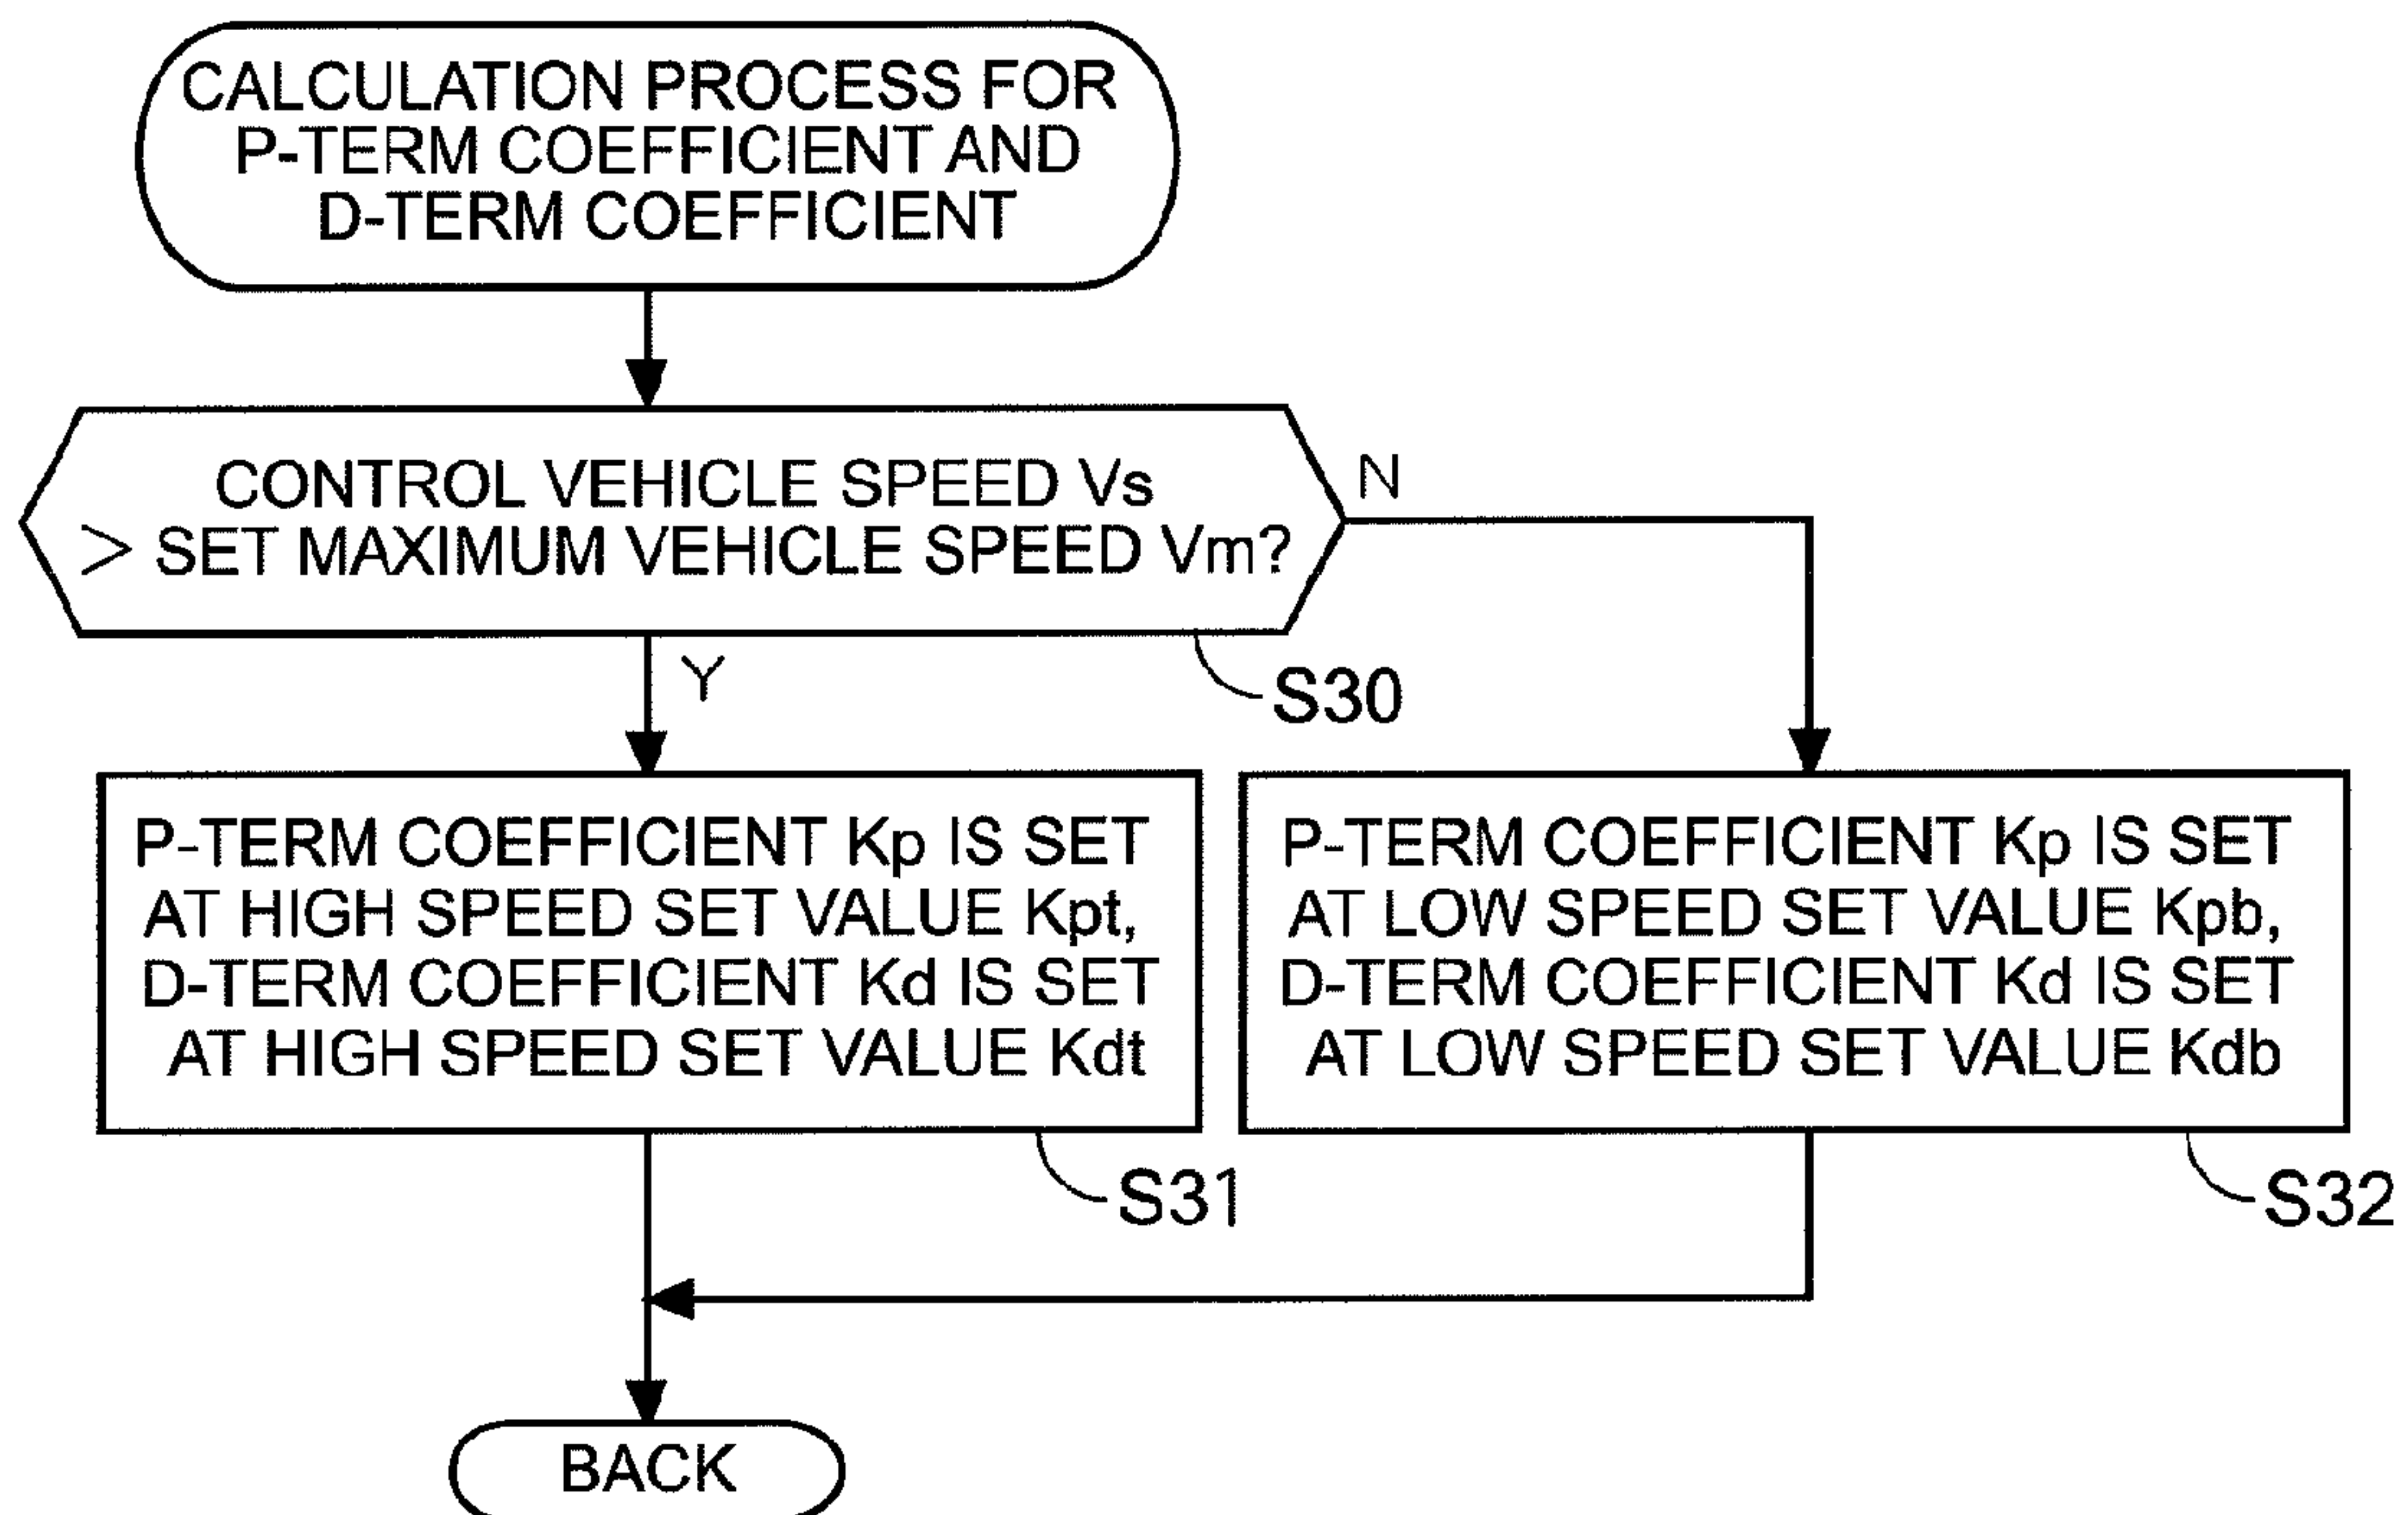 CALCULATION PROCESS FOR
P-TERM COEFFICIENT AND
D-TERM COEFFICIENT
CONTROL VEHICLE SPEED Vs
> SET MAXIMUM VEHICLE SPEED Vm?
N
Y
S30
P-TERM COEFFICIENT Kp IS SET
AT HIGH SPEED SET VALUE Kpt,
D-TERM COEFFICIENT Kd IS SET
AT HIGH SPEED SET VALUE Kdt
S31
P-TERM COEFFICIENT Kp IS SET
AT LOW SPEED SET VALUE Kpb,
D-TERM COEFFICIENT Kd IS SET
AT LOW SPEED SET VALUE Kdb
S32
BACK